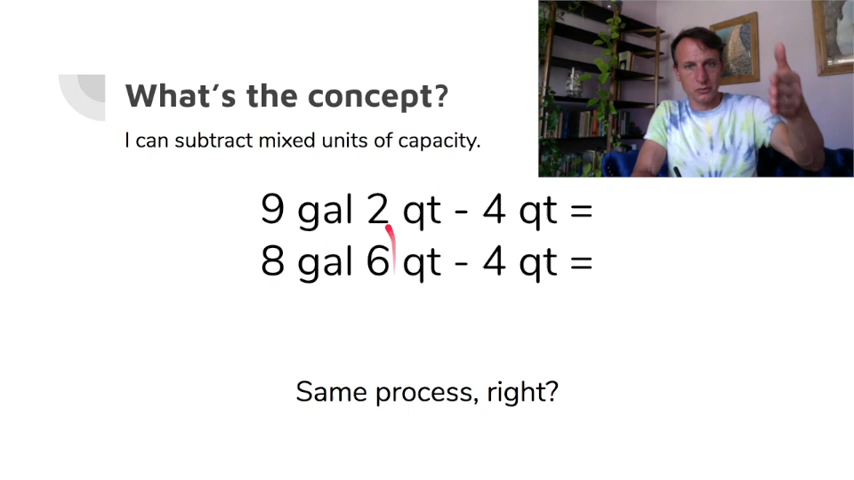 What's the concept?
I can subtract mixed units of capacity.
9 gal 2 qt - 4 qt =
8 gal 6 qt - 4 qt =
Same process, right?